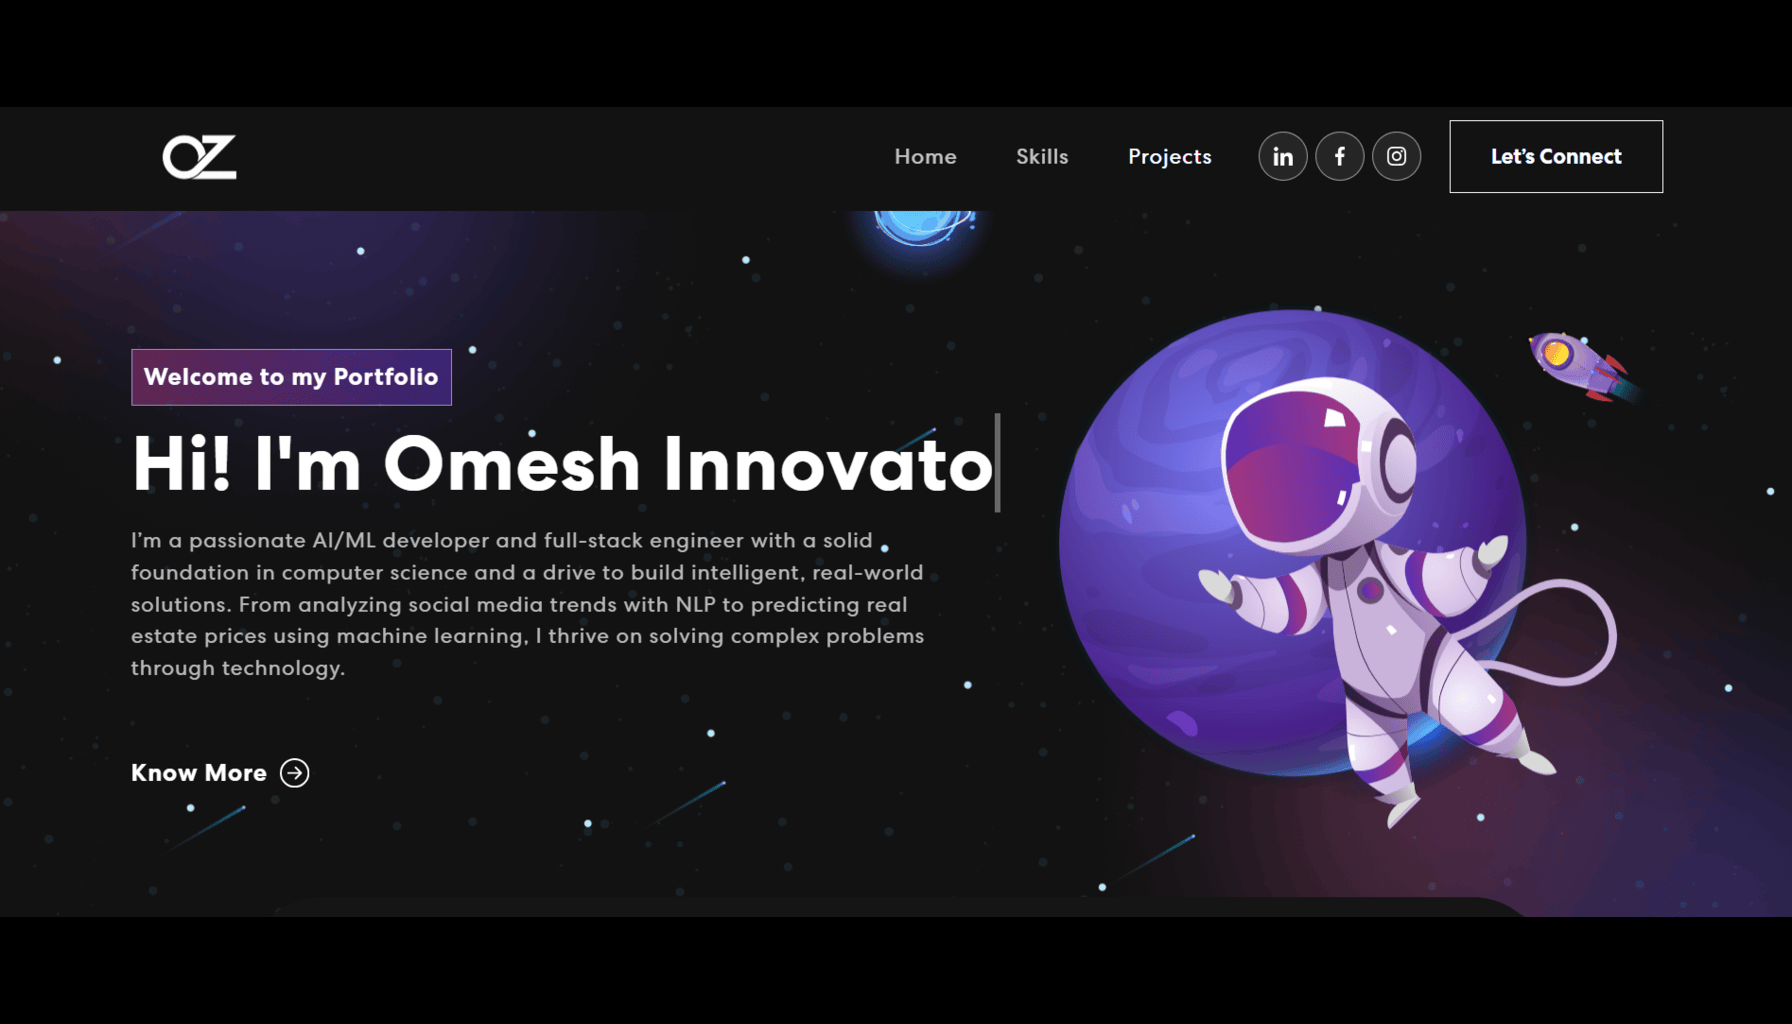 OZ
Home Skills Projects in f Let's Connect
Welcome to my Portfolio
Hi! I'm Omesh Innovato
I'm a passionate AI/ML developer and full-stack engineer with a solid
foundation in computer science and a drive to build intelligent, real-world
solutions. From analyzing social media trends with NLP to predicting real
estate prices using machine learning, I thrive on solving complex problems
through technology.
Know More